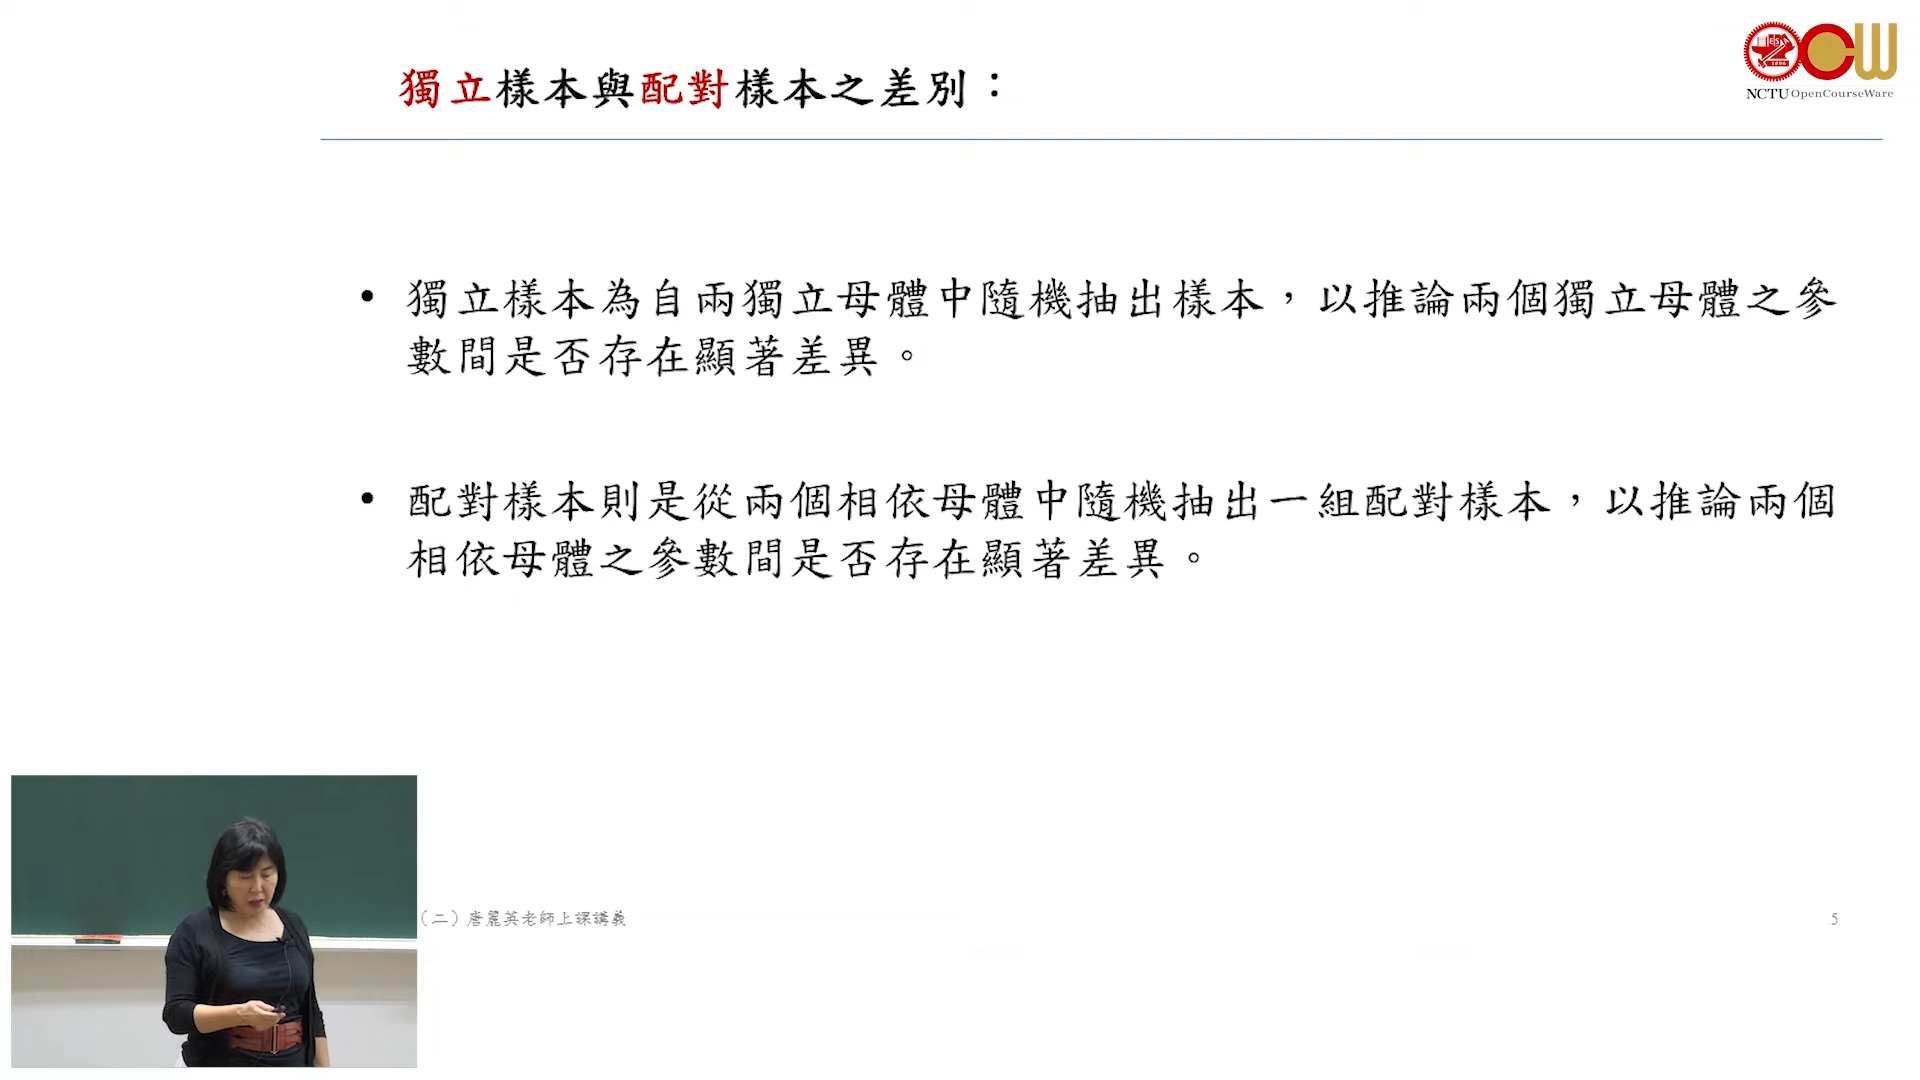 獨立樣本與配對樣本之差別：
NCTU OpenCourseWare
• 獨立樣本為自兩獨立母體中隨機抽出樣本，以推論兩個獨立母體之參
數間是否存在顯著差異。
• 配對樣本則是從兩個相依母體中隨機抽出一組配對樣本，以推論兩個
相依母體之參數間是否存在顯著差異。
（二）唐麗英老師上課講義
5